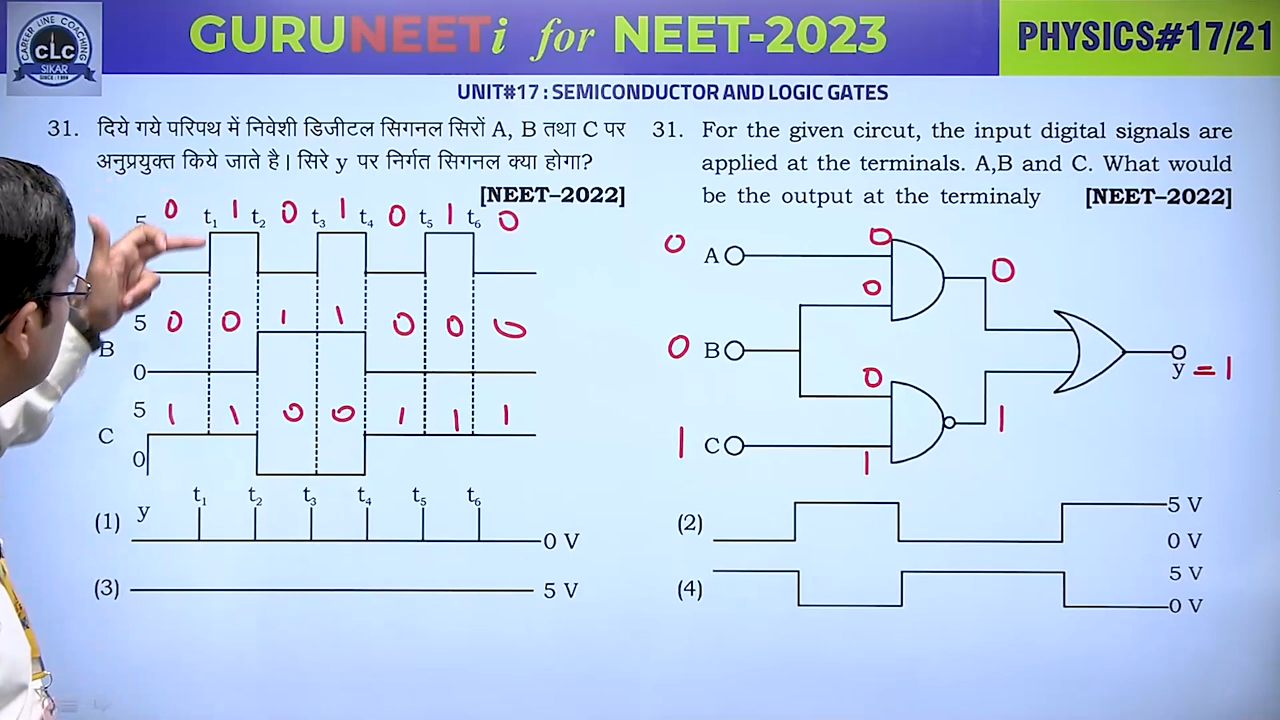 CAREER LINE COACHING
CLC
SIKAR
SINCE : 1996
GURUNEETi for NEET-2023
PHYSICS#17/21
UNIT#17 : SEMICONDUCTOR AND LOGIC GATES
31. दिये गये परिपथ में निवेशी डिजीटल सिगनल सिरों A, B तथा C पर
अनुप्रयुक्त किये जाते है। सिरे y पर निर्गत सिगनल क्या होगा?
[NEET–2022]
31. For the given circut, the input digital signals are
applied at the terminals. A,B and C. What would
be the output at the terminaly [NEET–2022]
5 0 t₁ 1 t₂ 0 t₃ 1 t₄ 0 t₅ 1 t₆ 0
5 0 0 1 1 0 0 0
B
0
5 1 1 0 0 1 1 1
C
0
0 A 0 0
0
0 B
0
y = 1
1 C 1 1
t₁ t₂ t₃ t₄ t₅ t₆
(1) y 0 V
(2) 5 V
0 V
(3) 5 V
(4) 5 V
0 V